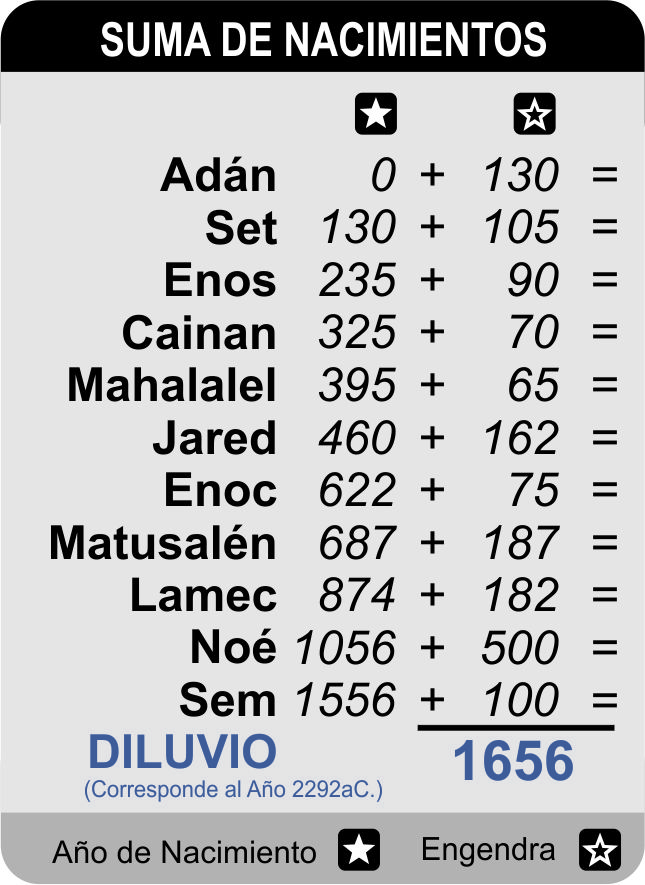 SUMA DE NACIMIENTOS
Adán 0 + 130 =
Set 130 + 105 =
Enos 235 + 90 =
Cainan 325 + 70 =
Mahalalel 395 + 65 =
Jared 460 + 162 =
Enoc 622 + 75 =
Matusalén 687 + 187 =
Lamec 874 + 182 =
Noé 1056 + 500 =
Sem 1556 + 100 =
DILUVIO 1656
(Corresponde al Año 2292aC.)
Año de Nacimiento Engendra